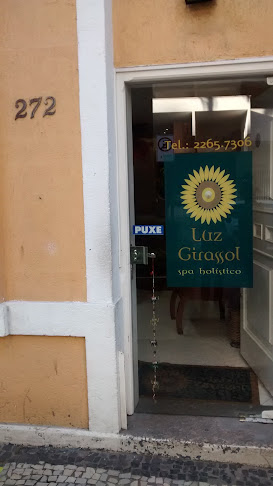 272
Tel.: 2265.7306
PUXE
Luz
Girassol
spa holístico